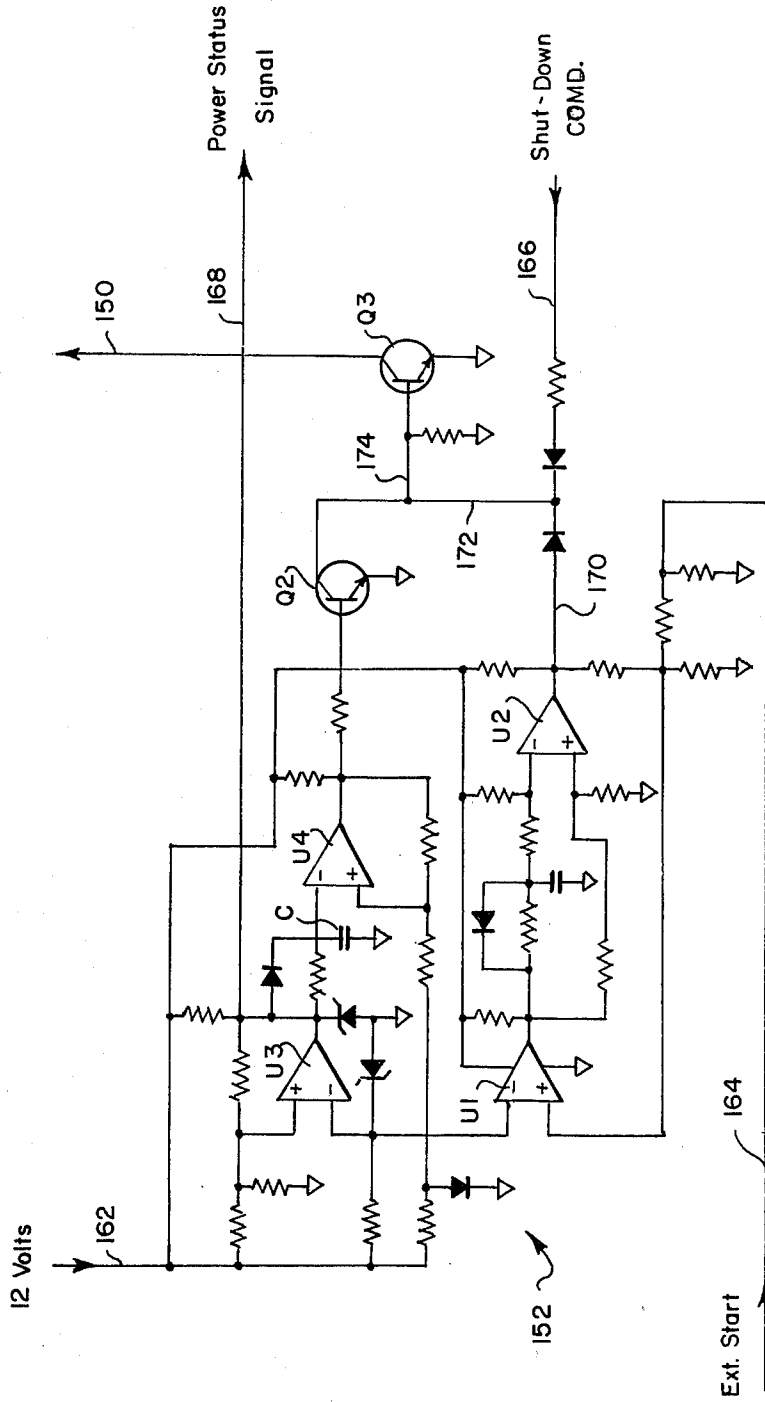 12 Volts
162
152
Ext. Start
164
U3
+
-
U1
-
+
C
U4
-
+
U2
-
+
Q2
170
172
174
Q3
150
168
166
Power Status
Signal
Shut-Down
COMD.